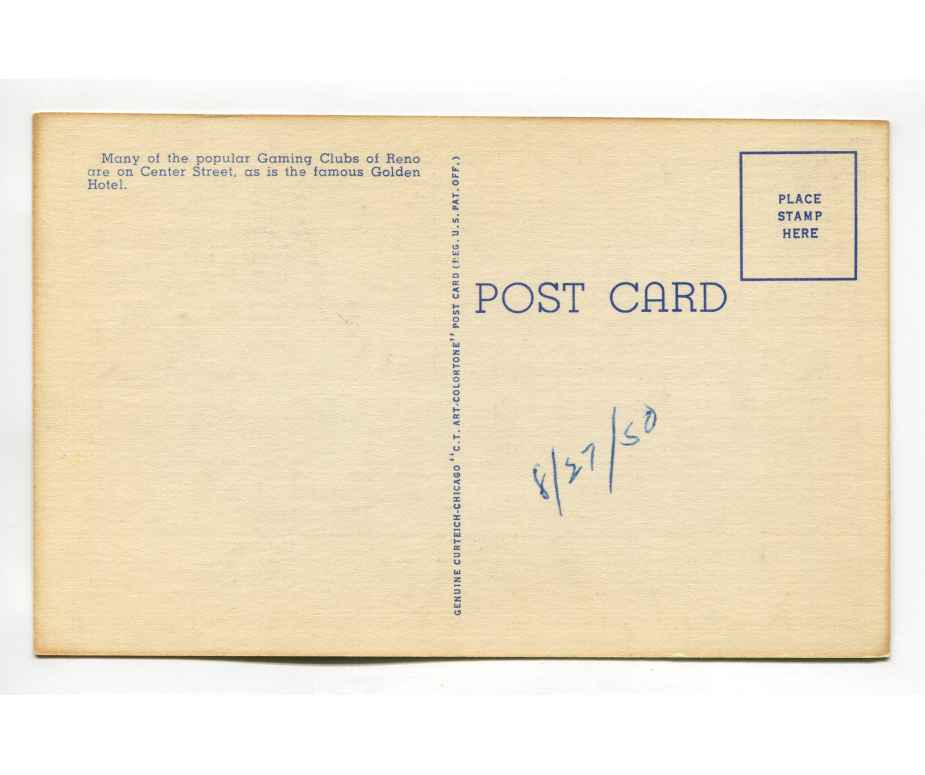 Many of the popular Gaming Clubs of Reno
are on Center Street, as is the famous Golden
Hotel.
GENUINE CURTEICH-CHICAGO "C.T. ART-COLORTONE" POST CARD (REG. U.S. PAT. OFF.)
PLACE
STAMP
HERE
POST CARD
8/27/50